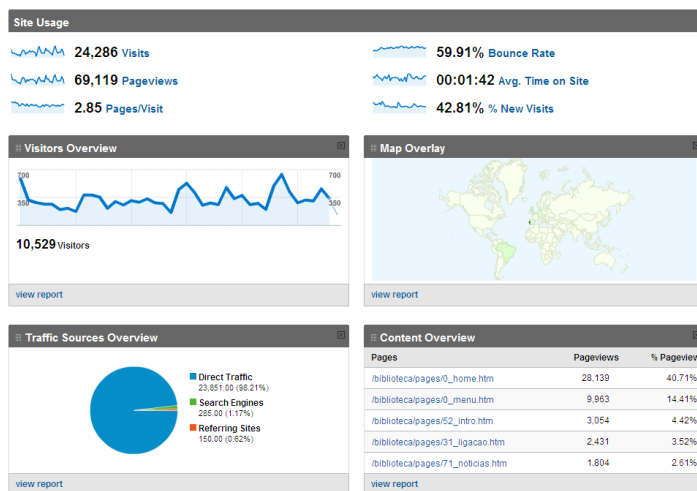 Site Usage
24,286 Visits
59.91% Bounce Rate
69,119 Pageviews
00:01:42 Avg. Time on Site
2.85 Pages/Visit
42.81% % New Visits
Visitors Overview
700
700
350
350
10,529 Visitors
view report
Map Overlay
view report
Traffic Sources Overview
Direct Traffic
23,851.00 (98.21%)
Search Engines
285.00 (1.17%)
Referring Sites
150.00 (0.62%)
view report
Content Overview
Pages Pageviews % Pageview
/biblioteca/pages/0_home.htm 28,139 40.71%
/biblioteca/pages/0_menu.htm 9,963 14.41%
/biblioteca/pages/52_intro.htm 3,054 4.42%
/biblioteca/pages/31_ligacao.htm 2,431 3.52%
/biblioteca/pages/71_noticias.htm 1,804 2.61%
view report